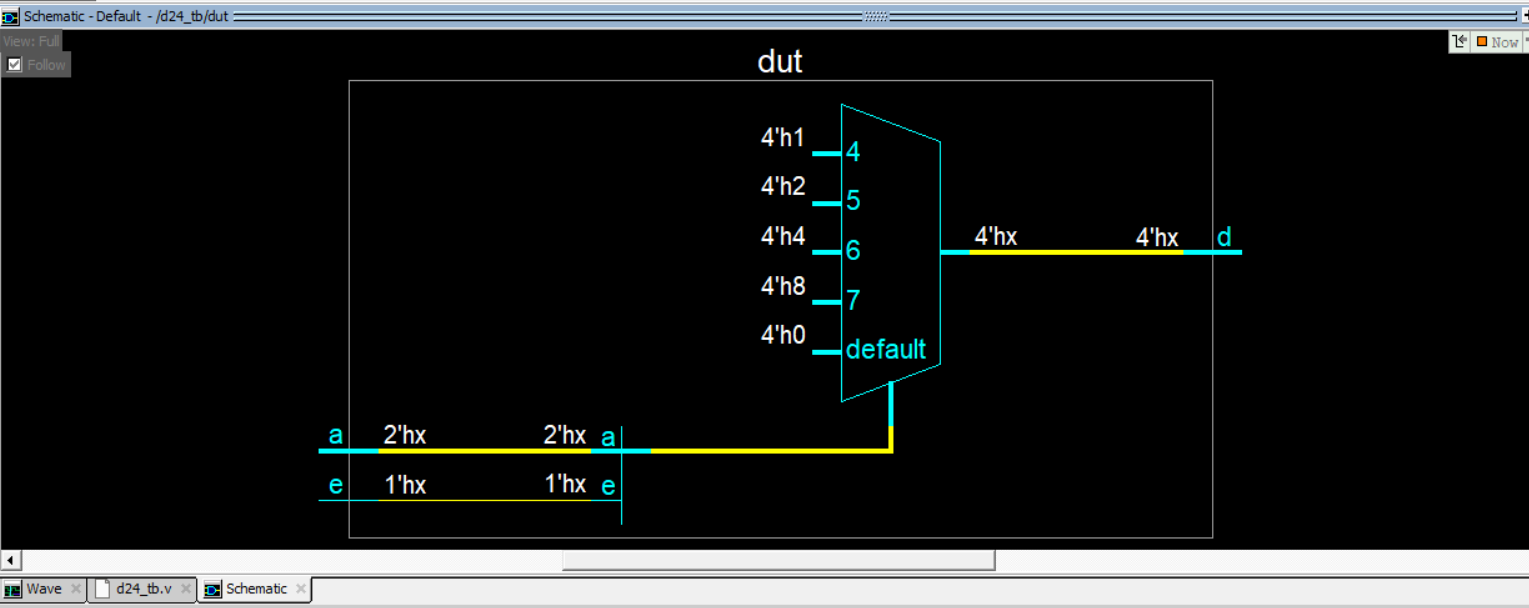 Schematic - Default - /d24_tb/dut
View: Full
Follow
Now
dut
4'h1
4
4'h2
5
4'h4
6
4'h8
7
4'h0
default
4'hx
4'hx
d
a
2'hx
2'hx
a
e
1'hx
1'hx
e
Wave
d24_tb.v
Schematic